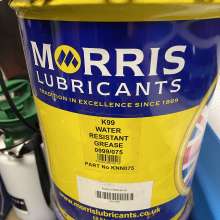 MORRIS
LUBRICANTS
TRADITION IN EXCELLENCE SINCE 1869
K99
WATER
RESISTANT
GREASE
0999/075
PART No KNN075
www.morrislubricants.co.uk